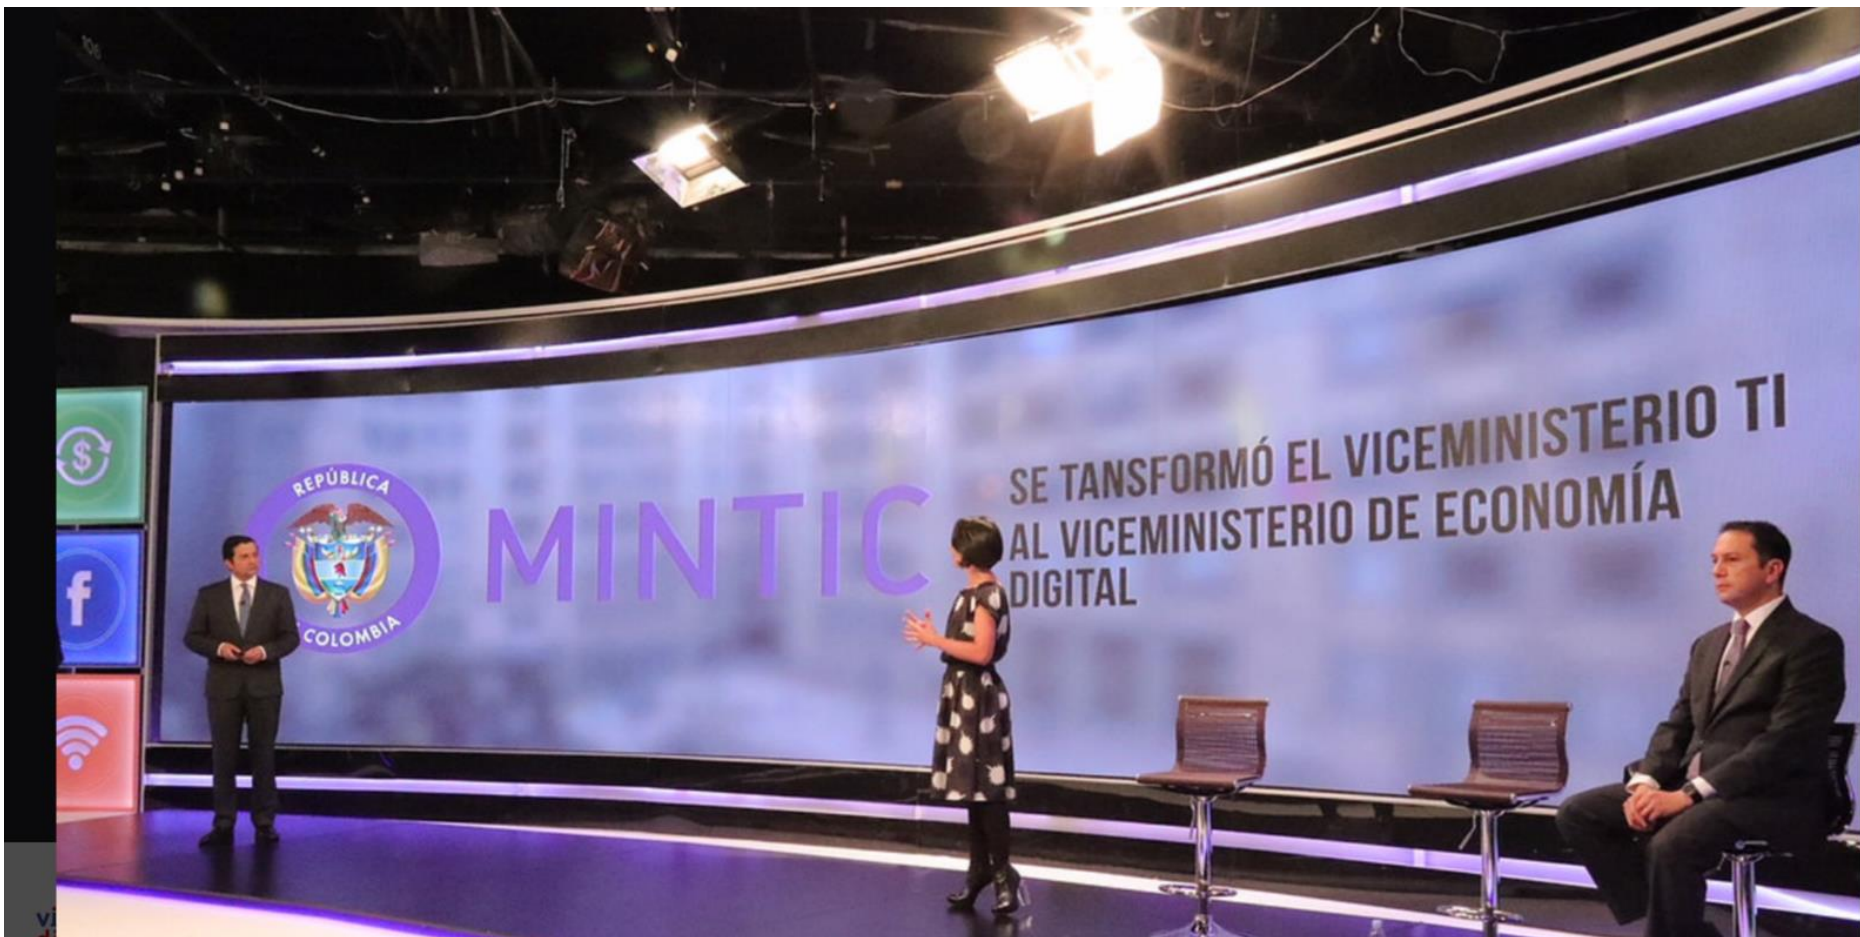 $
f
REPÚBLICA
COLOMBIA
MINTIC
SE TANSFORMÓ EL VICEMINISTERIO TI
AL VICEMINISTERIO DE ECONOMÍA
DIGITAL